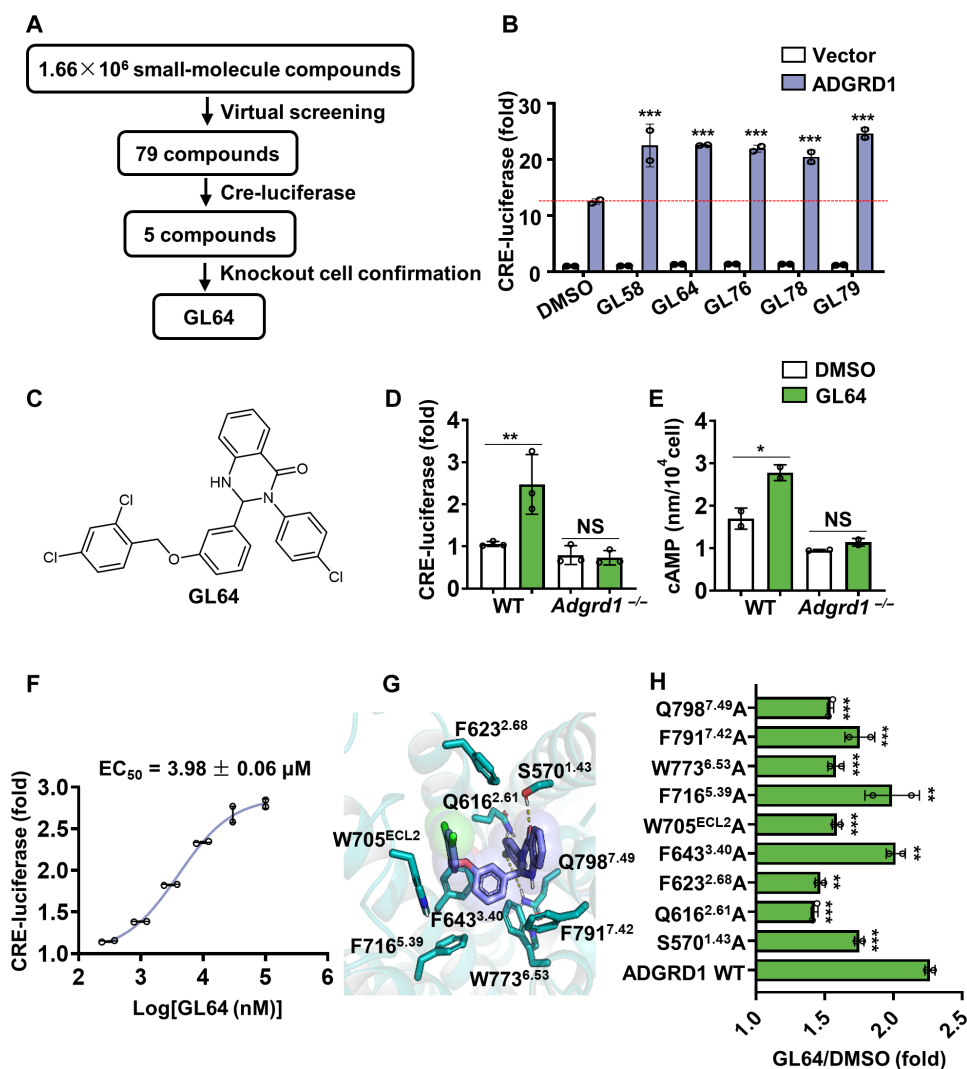 A
1.66×10⁶ small-molecule compounds
Virtual screening
79 compounds
Cre-luciferase
5 compounds
Knockout cell confirmation
GL64
B
Vector
ADGRD1
CRE-luciferase (fold)
30
20
10
0
***
***
***
***
***
DMSO
GL58
GL64
GL76
GL78
GL79
C
HN
N
O
Cl
Cl
O
Cl
GL64
DMSO
GL64
D
CRE-luciferase (fold)
4
3
2
1
0
**
NS
WT
Adgrd1 –/–
E
cAMP (nm/10⁴ cell)
4
2
1
0
*
NS
WT
Adgrd1 –/–
F
EC₅₀ = 3.98 ± 0.06 µM
CRE-luciferase (fold)
3.0
2.5
2.0
1.5
1.0
2 3 4 5 6
Log[GL64 (nM)]
G
F623²·⁶⁸
S570¹·⁴³
Q616²·⁶¹
W705ᴱᶜᴸ²
Q798⁷·⁴⁹
F643³·⁴⁰
F791⁷·⁴²
F716⁵·³⁹
W773⁶·⁵³
H
Q798⁷·⁴⁹A
***
F791⁷·⁴²A
***
W773⁶·⁵³A
***
F716⁵·³⁹A
**
W705ᴱᶜᴸ²A
***
F643³·⁴⁰A
**
F623²·⁶⁸A
**
Q616²·⁶¹A
***
S570¹·⁴³A
***
ADGRD1 WT
1.0 1.5 2.0 2.5
GL64/DMSO (fold)